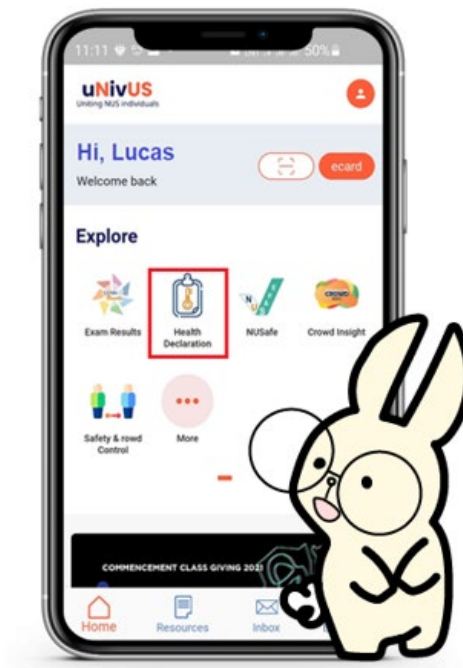 11:11
50%
uNivUS
Uniting NUS individuals
Hi, Lucas
Welcome back
ecard
Explore
Exam Results
Health
Declaration
NUSafe
Crowd Insight
Safety & rowd
Control
More
COMMENCEMENT CLASS GIVING 2021
Home
Resources
Inbox